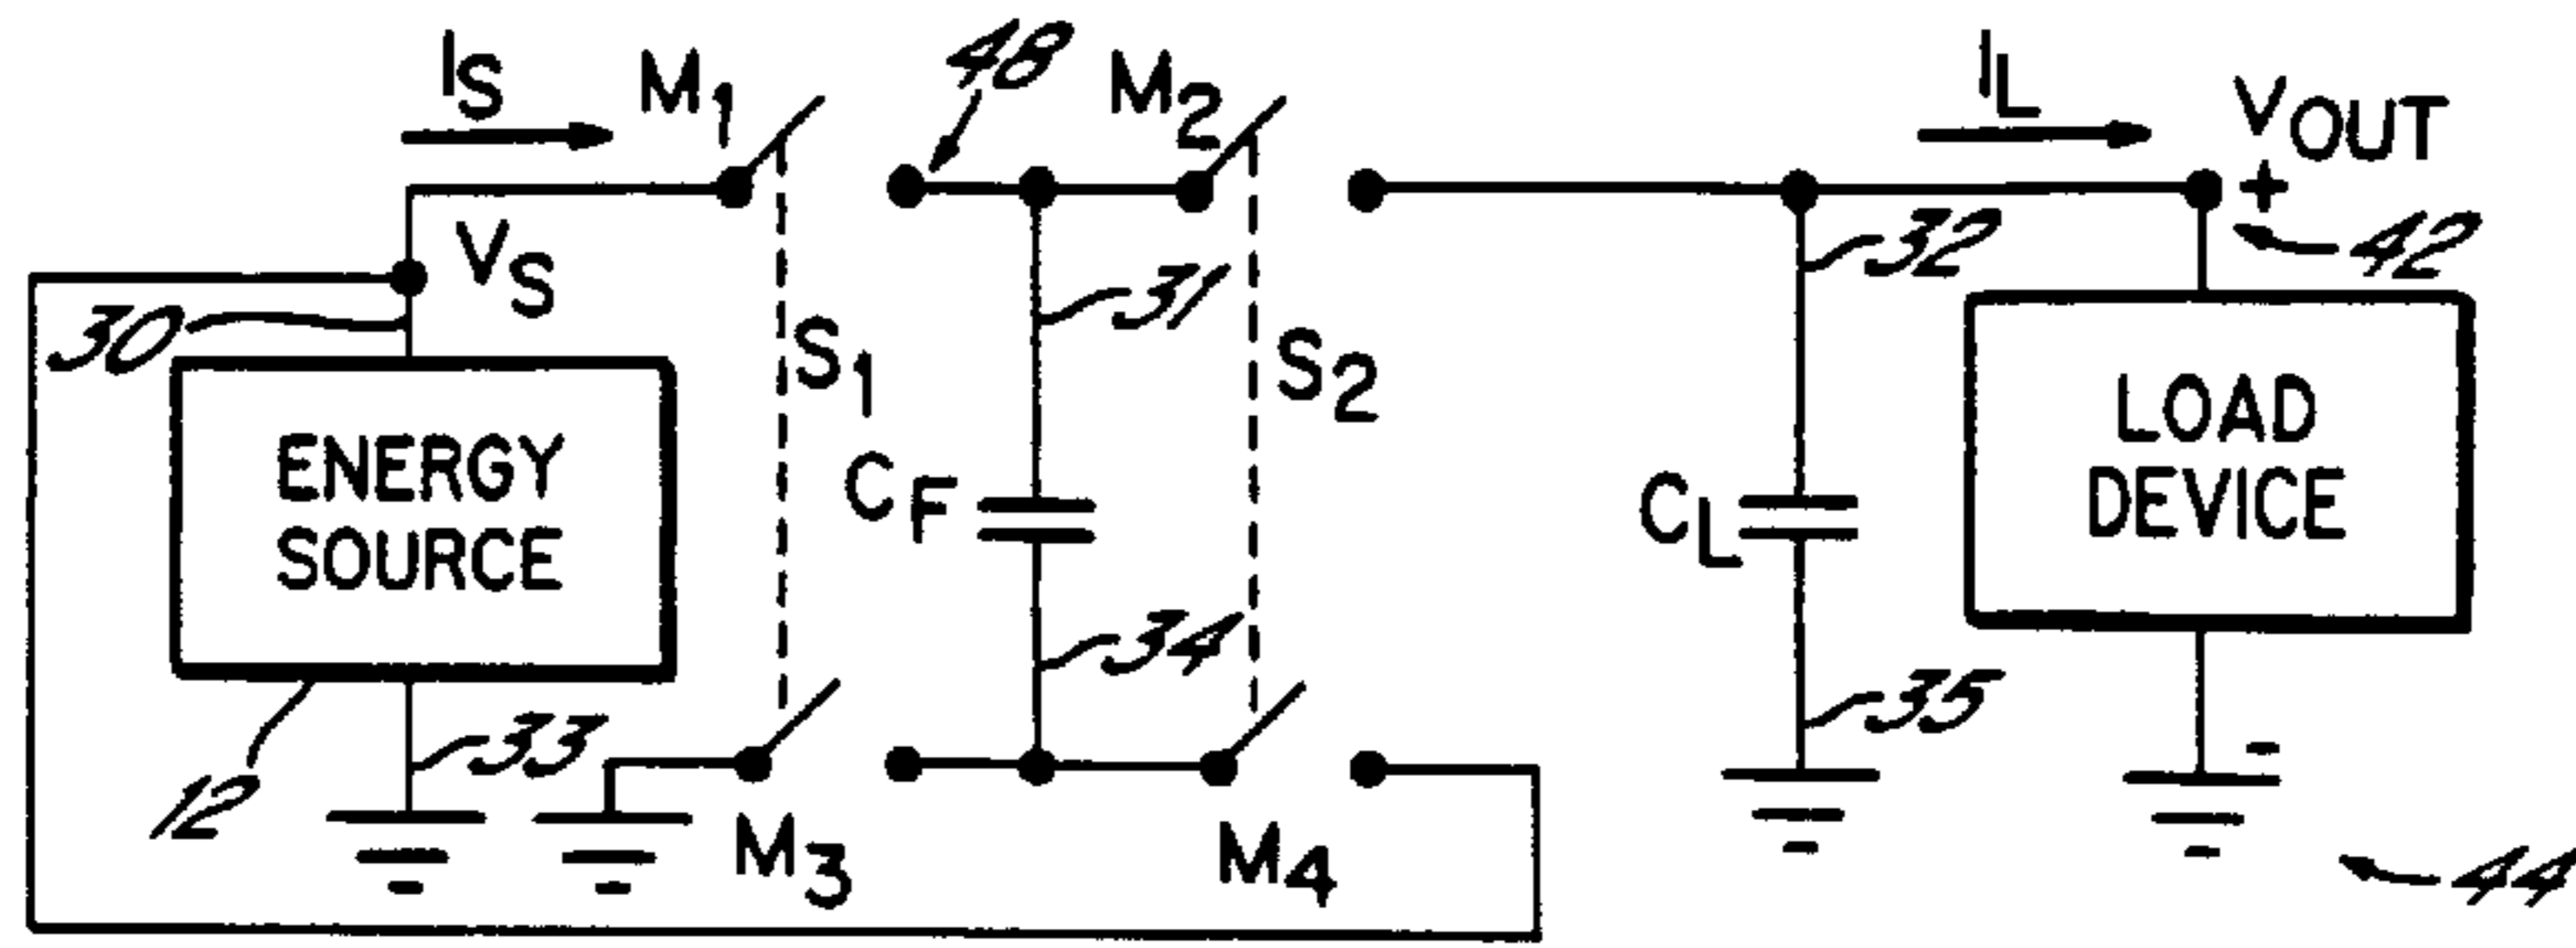 I_S
M_1
48
M_2
I_L
V_OUT
+
V_S
30
31
32
42
S_1
S_2
ENERGY
SOURCE
C_F
C_L
LOAD
DEVICE
34
33
35
12
M_3
M_4
-
44